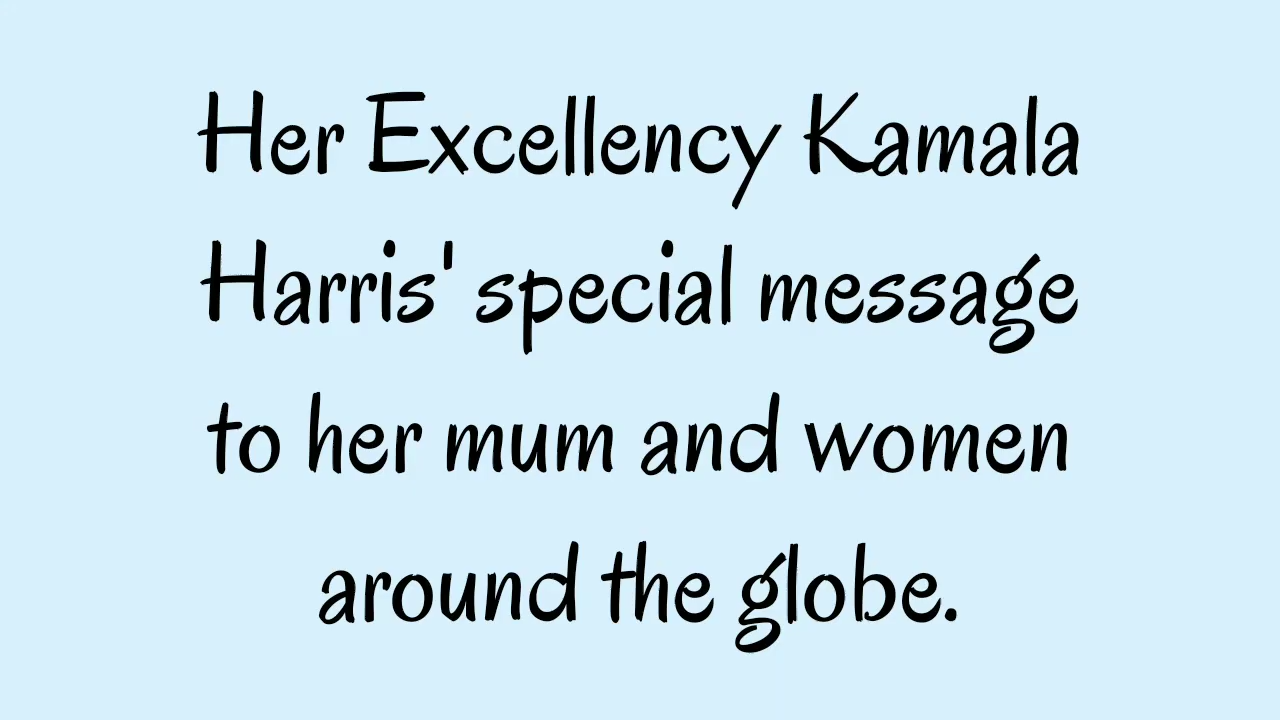 Her Excellency Kamala
Harris' special message
to her mum and women
around the globe.